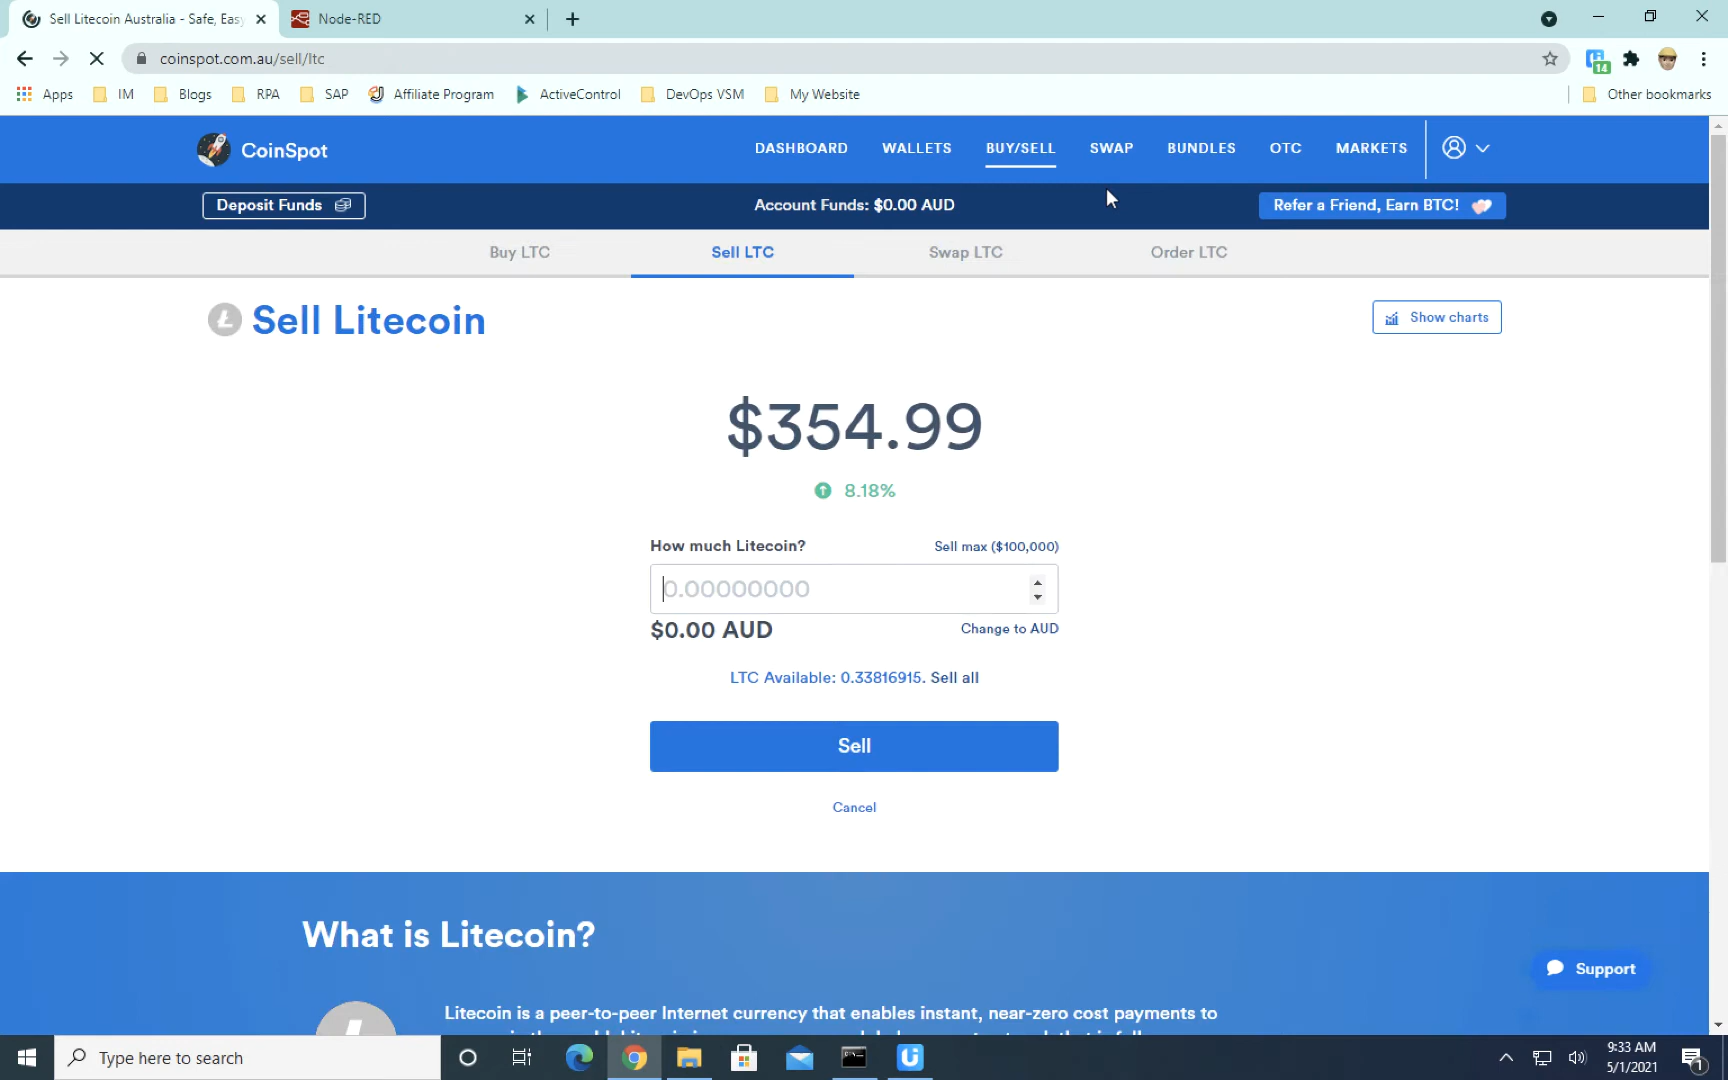 Sell Litecoin Australia - Safe, Easy
Node-RED
coinspot.com.au/sell/ltc
14
Apps IM Blogs RPA SAP Affiliate Program ActiveControl DevOps VSM My Website Other bookmarks
CoinSpot
DASHBOARD WALLETS BUY/SELL SWAP BUNDLES OTC MARKETS
Deposit Funds
Account Funds: $0.00 AUD
Refer a Friend, Earn BTC!
Buy LTC Sell LTC Swap LTC Order LTC
Sell Litecoin
Show charts
$354.99
8.18%
How much Litecoin? Sell max ($100,000)
0.00000000
$0.00 AUD Change to AUD
LTC Available: 0.33816915. Sell all
Sell
Cancel
What is Litecoin?
Support
Litecoin is a peer-to-peer Internet currency that enables instant, near-zero cost payments to
Type here to search
9:33 AM
5/1/2021
1